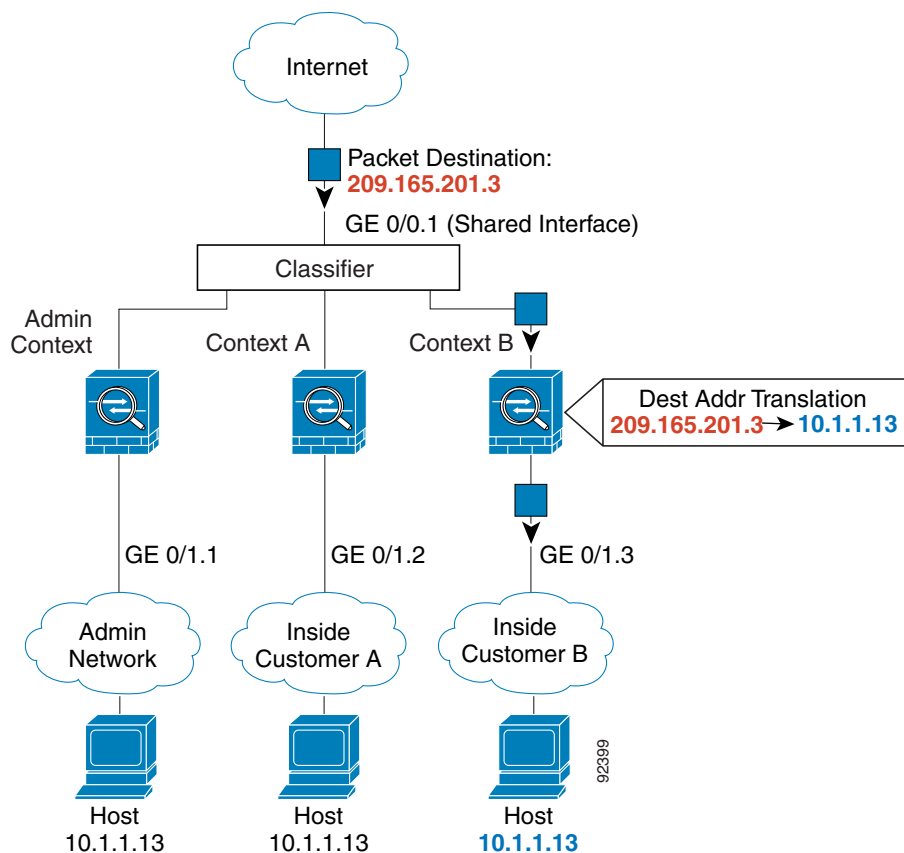 Internet
Packet Destination:
209.165.201.3
GE 0/0.1 (Shared Interface)
Classifier
Admin
Context
Context A
Context B
Dest Addr Translation
209.165.201.3 10.1.1.13
GE 0/1.1
GE 0/1.2
GE 0/1.3
Admin
Network
Inside
Customer A
Inside
Customer B
92399
Host
10.1.1.13
Host
10.1.1.13
Host
10.1.1.13